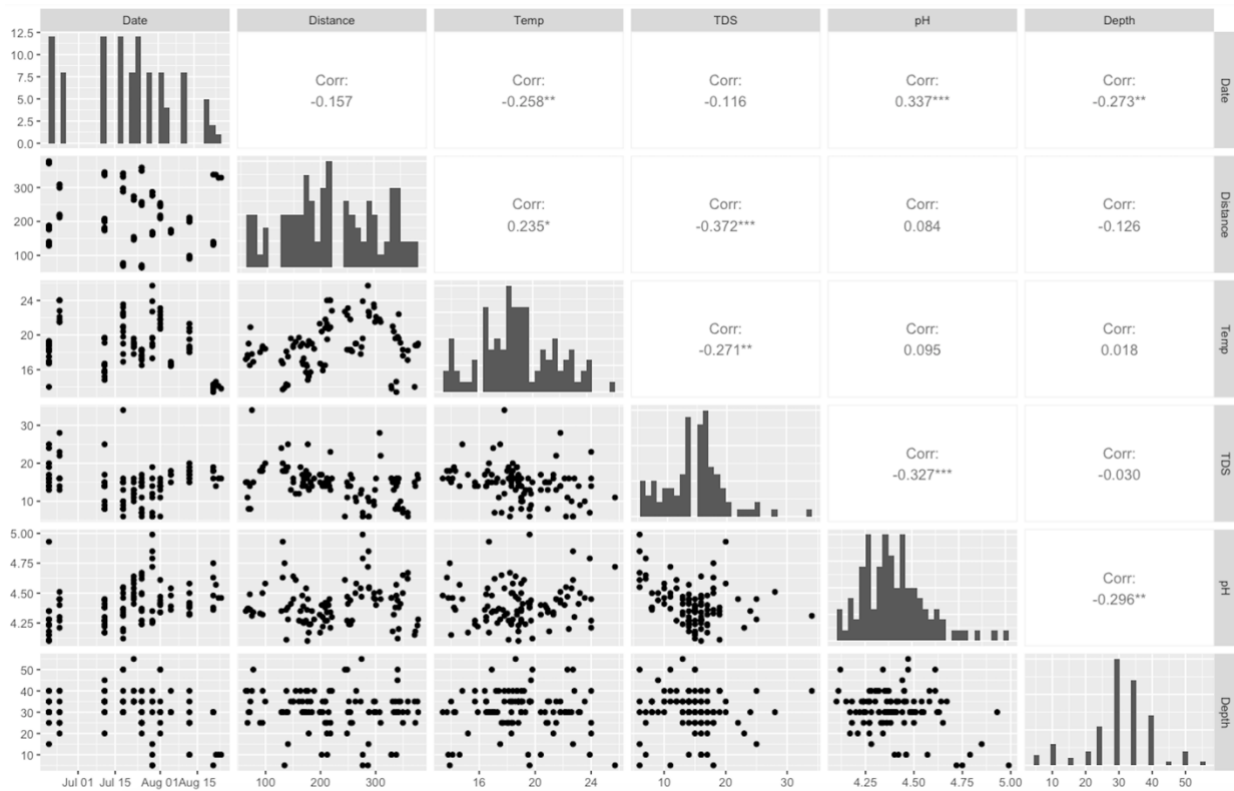 Date Distance Temp TDS pH Depth
12.5
10.0
7.5
5.0
2.5
0.0
Corr:
-0.157
Corr:
-0.258**
Corr:
-0.116
Corr:
0.337***
Corr:
-0.273**
Date
300
200
100
Corr:
0.235*
Corr:
-0.372***
Corr:
0.084
Corr:
-0.126
Distance
24
20
16
Corr:
-0.271**
Corr:
0.095
Corr:
0.018
Temp
30
20
10
Corr:
-0.327***
Corr:
-0.030
TDS
5.00
4.75
4.50
4.25
Corr:
-0.296**
pH
50
40
30
20
10
Depth
Jul 01 Jul 15 Aug 01 Aug 15
100 200 300
16 20 24
10 20 30
4.25 4.50 4.75 5.00
10 20 30 40 50